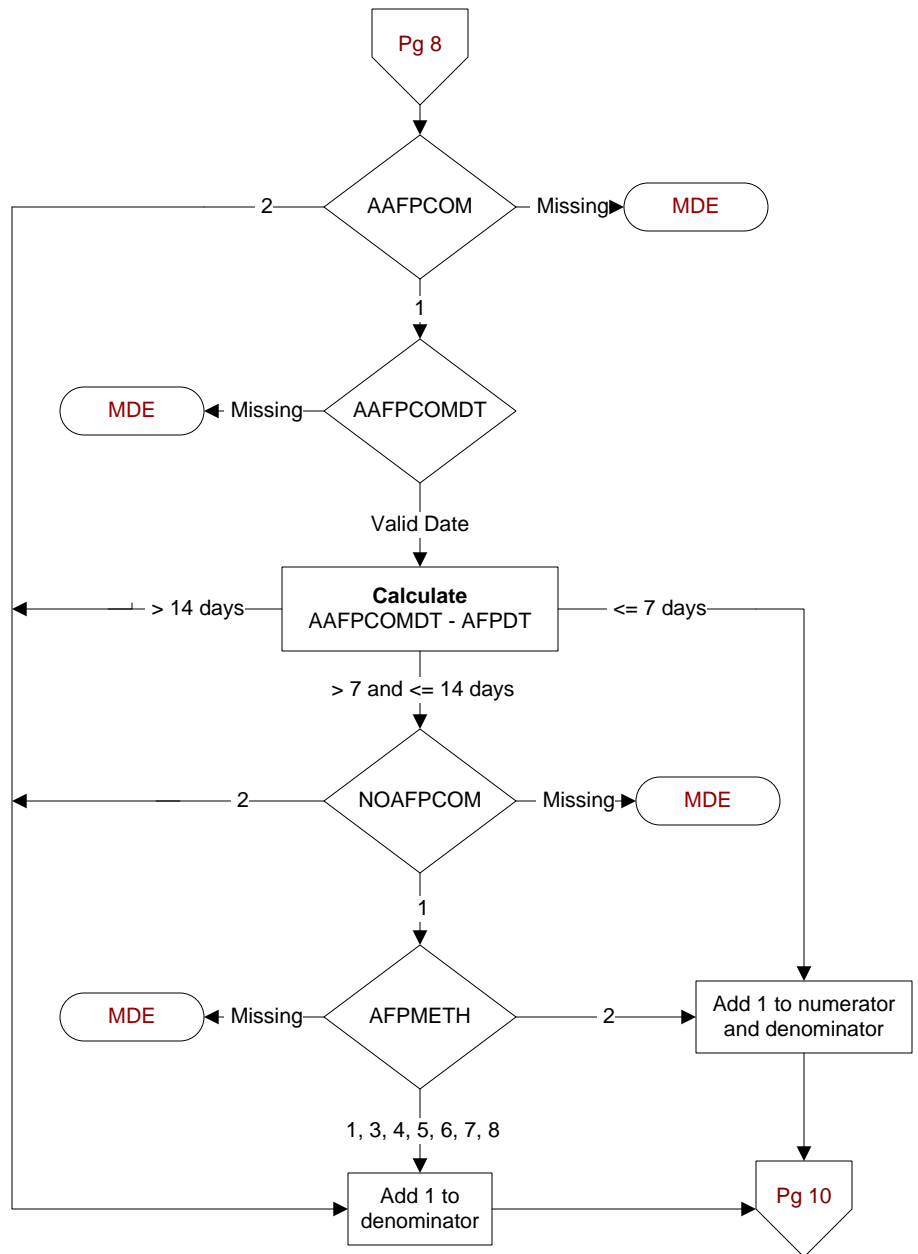 Pg 8
2
AAFPCOM
Missing
MDE
1
MDE
Missing
AAFPCOMDT
Valid Date
> 14 days
Calculate
AAFPCOMDT - AFPDT
<= 7 days
> 7 and <= 14 days
2
NOAFPCOM
Missing
MDE
1
MDE
Missing
AFPMETH
2
Add 1 to numerator
and denominator
1, 3, 4, 5, 6, 7, 8
Add 1 to
denominator
Pg 10